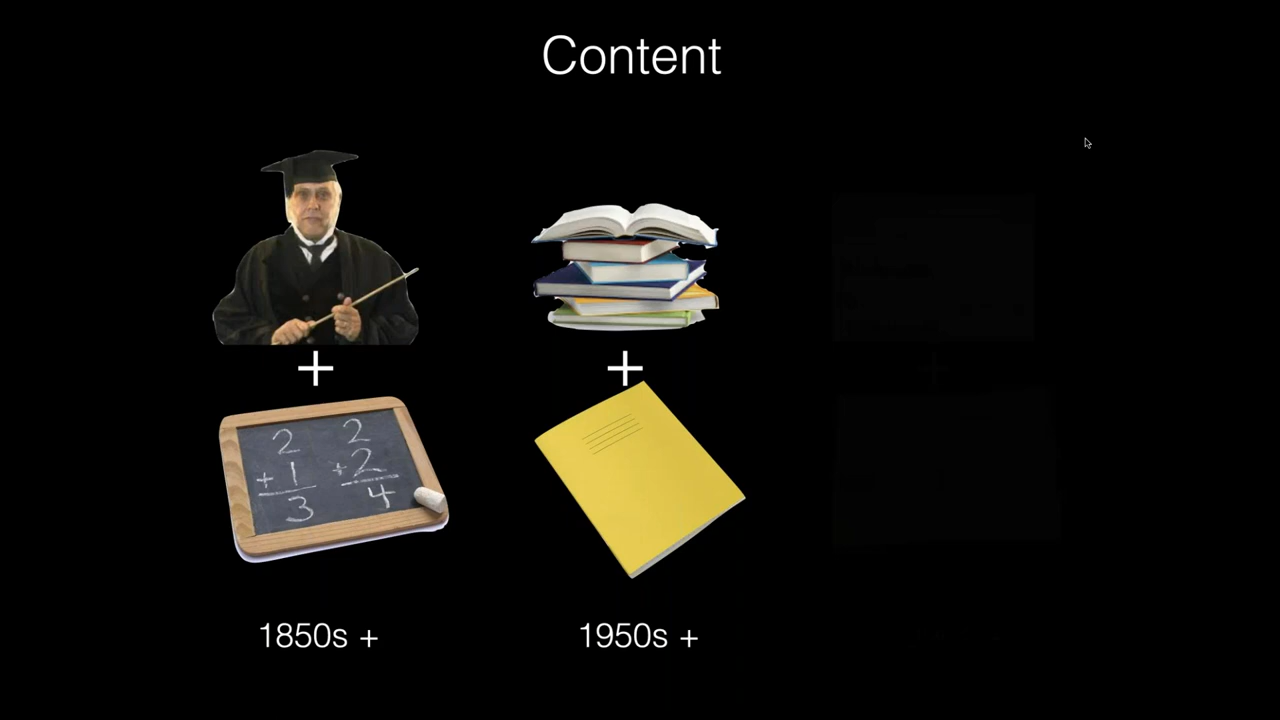 Content
+
+
2
+1
3
2
+2
4
1850s +
1950s +